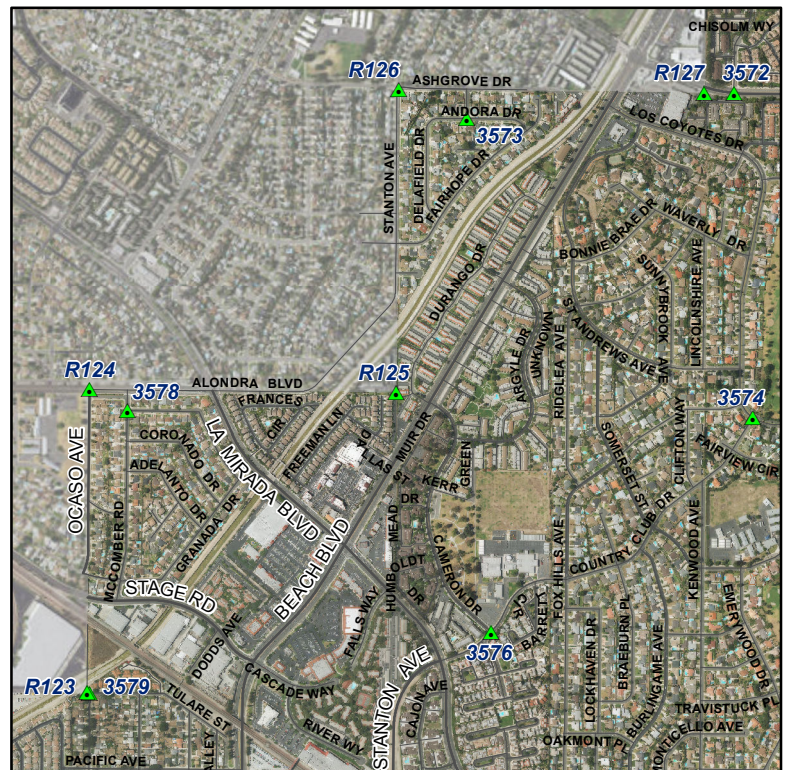 CHISOLM WY
R126
ASHGROVE DR
R127
3572
ANDORA DR
3573
LOS COYOTES DR
STANTON AVE
DELAFIELD DR
FAIRHOPE DR
WAVERLY DR
BONNIE BRAE DR
SUNNYBROOK AVE
LINCOLNSHIRE AVE
DURANGO DR
ST ANDREWS AVE
ARGYLE DR
UNKNOWN
RIDGLEA AVE
R124
3578
ALONDRA BLVD
R125
FRANCES
CIR
3574
CORONADO DR
LA MIRADA BLVD
FREEMAN LN
MUIR DR
CLIFTON WAY
FAIRVIEW CIR
OCASO AVE
ADELANTO DR
GRANADA DR
LLAS ST
KERR
GREEN
SOMERSET ST
MCCOMBER RD
MEAD DR
COUNTRY CLUB DR
BEACH BLVD
HUMBOLDT DR
CAMERON DR
FOX HILLS AVE
KENWOOD AVE
STAGE RD
FALLS WAY
CIR
BARRETT
EMERYWOOD DR
DODDS AVE
3576
LOCKHAVEN DR
BRAEBURN PL
BURLINGAME AVE
CASCADE WAY
R123
3579
TULARE ST
STANTON AVE
CAJON AVE
TRAVISTUCK PL
RIVER WY
OAKMONT PL
MONTICELLO AVE
PACIFIC AVE
ALLEY